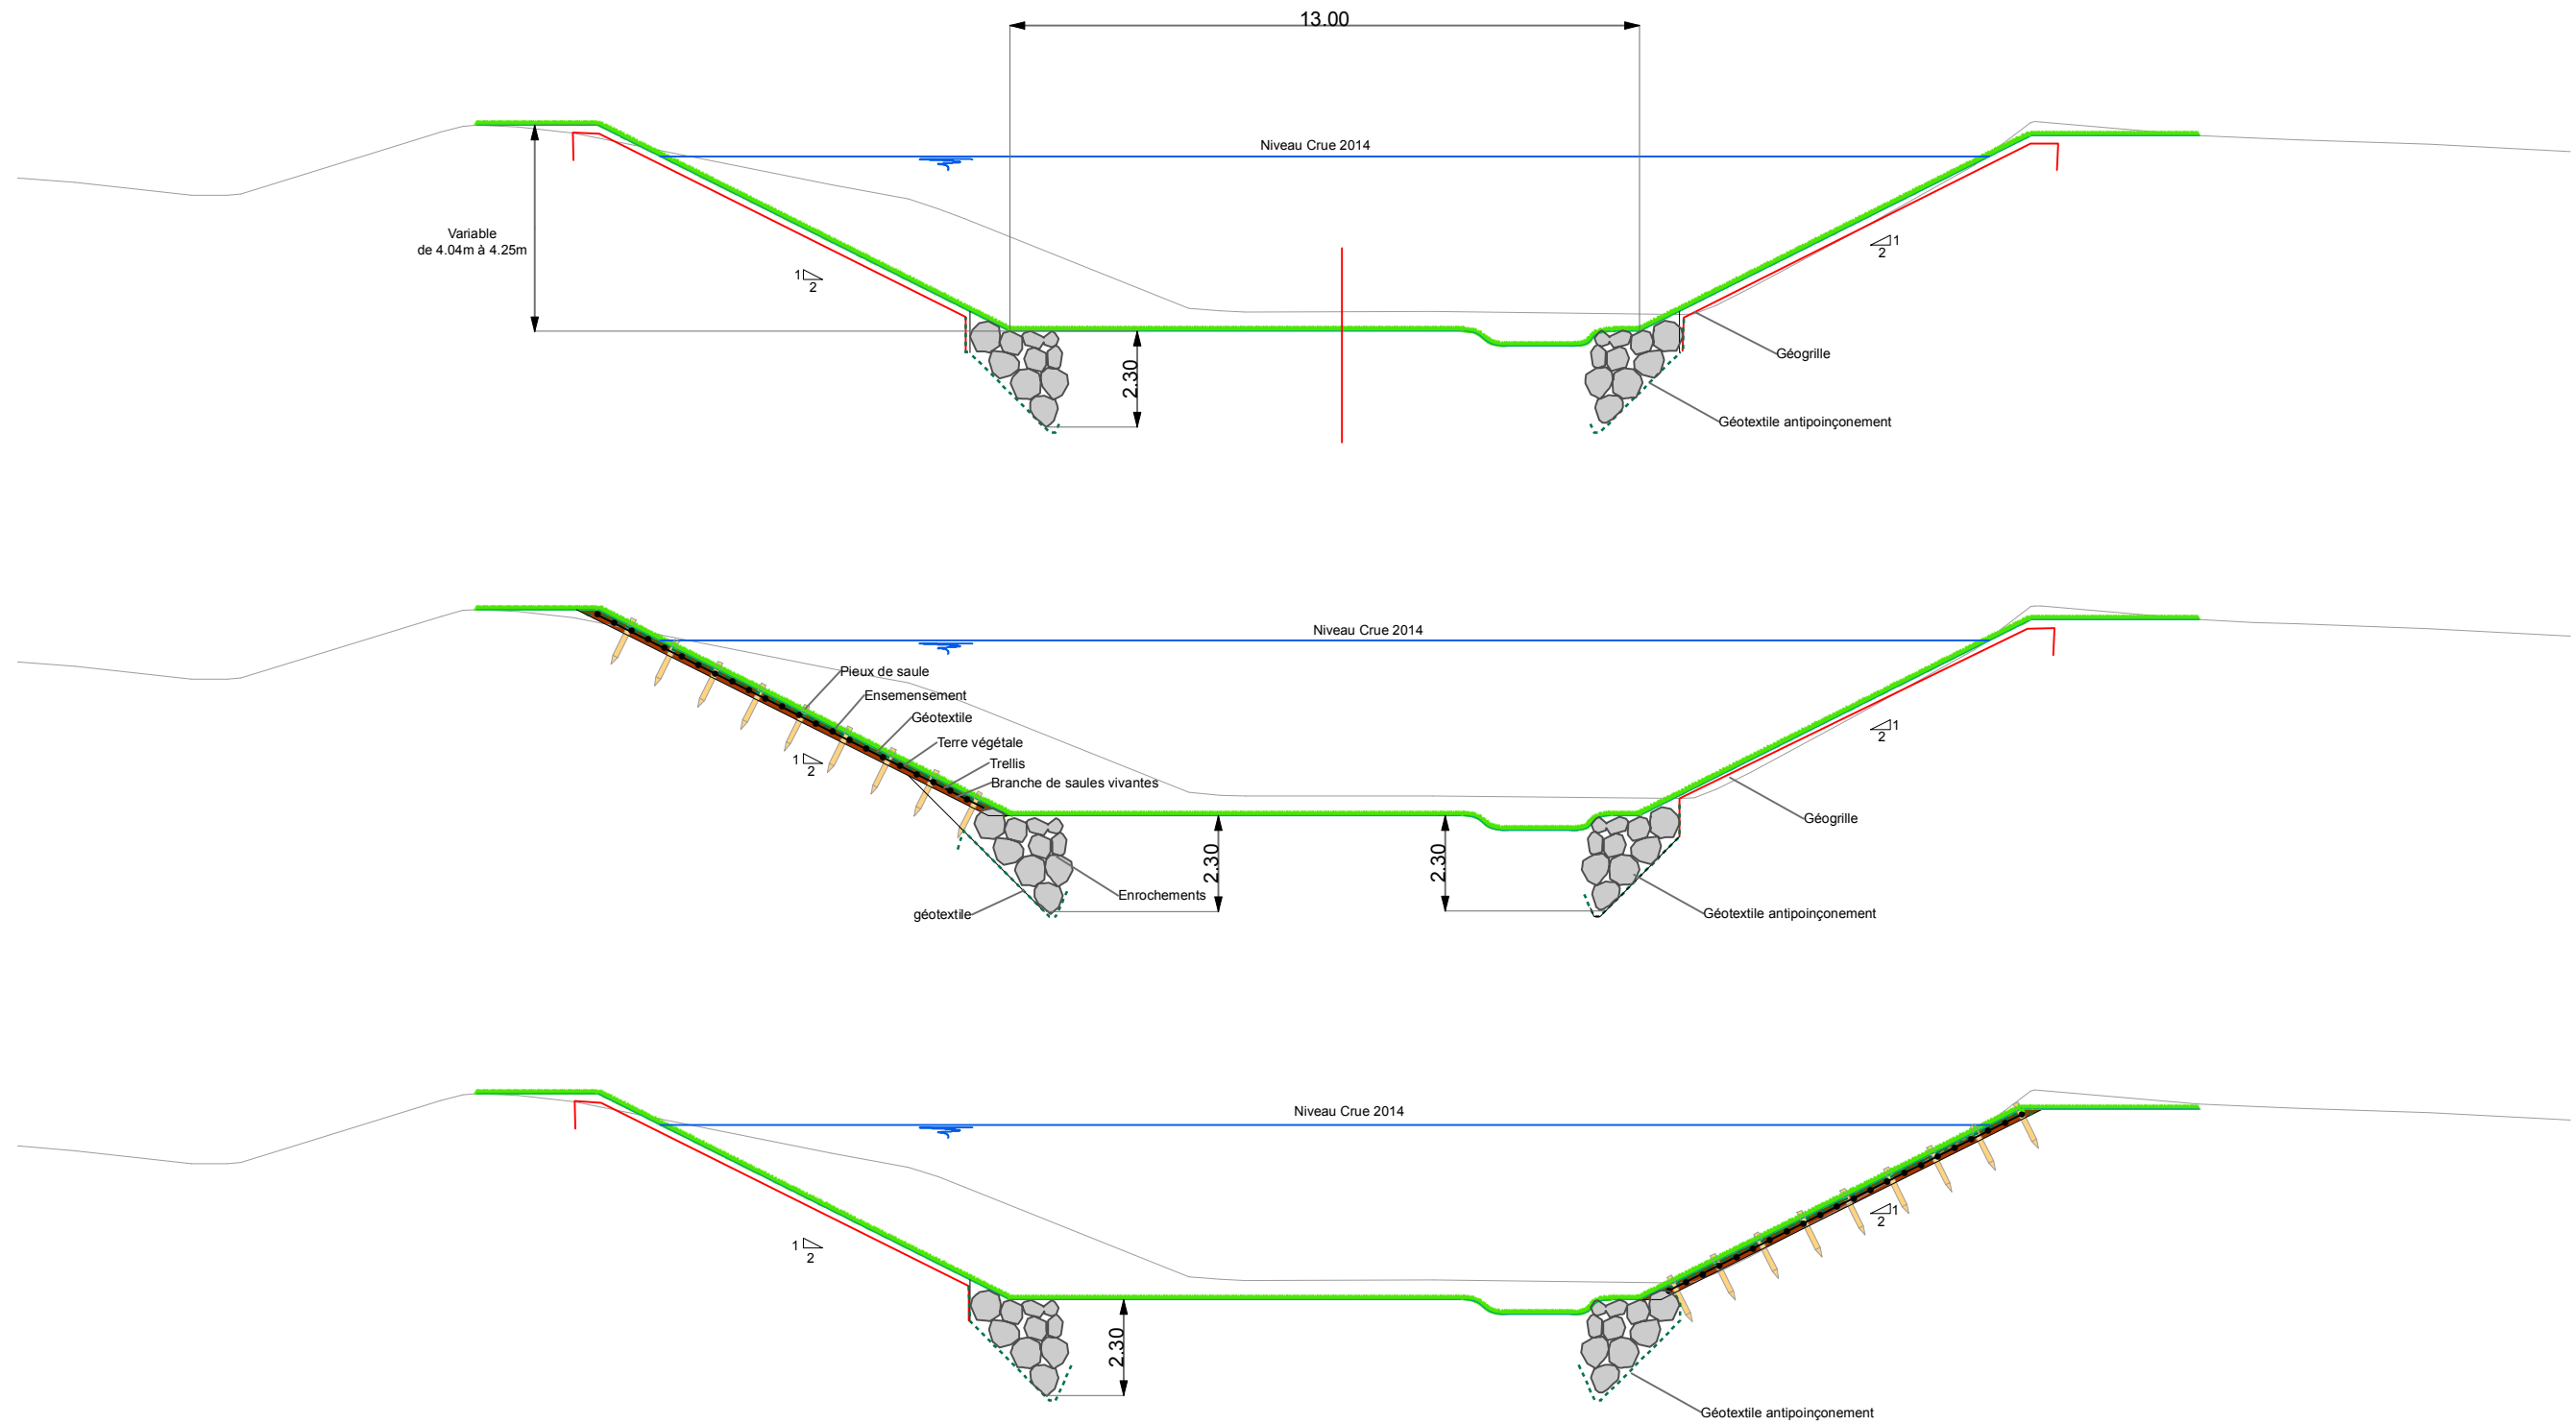 13.00
Niveau Crue 2014
Variable
de 4.04m à 4.25m
1
2
1
2
2.30
Géogrille
Géotextile antipoinçonement
Niveau Crue 2014
Pieux de saule
Ensemensement
Géotextile
Terre végétale
Trellis
Branche de saules vivantes
1
2
1
2
Géogrille
2.30
2.30
Enrochements
géotextile
Géotextile antipoinçonement
Niveau Crue 2014
1
2
1
2
2.30
Géotextile antipoinçonement